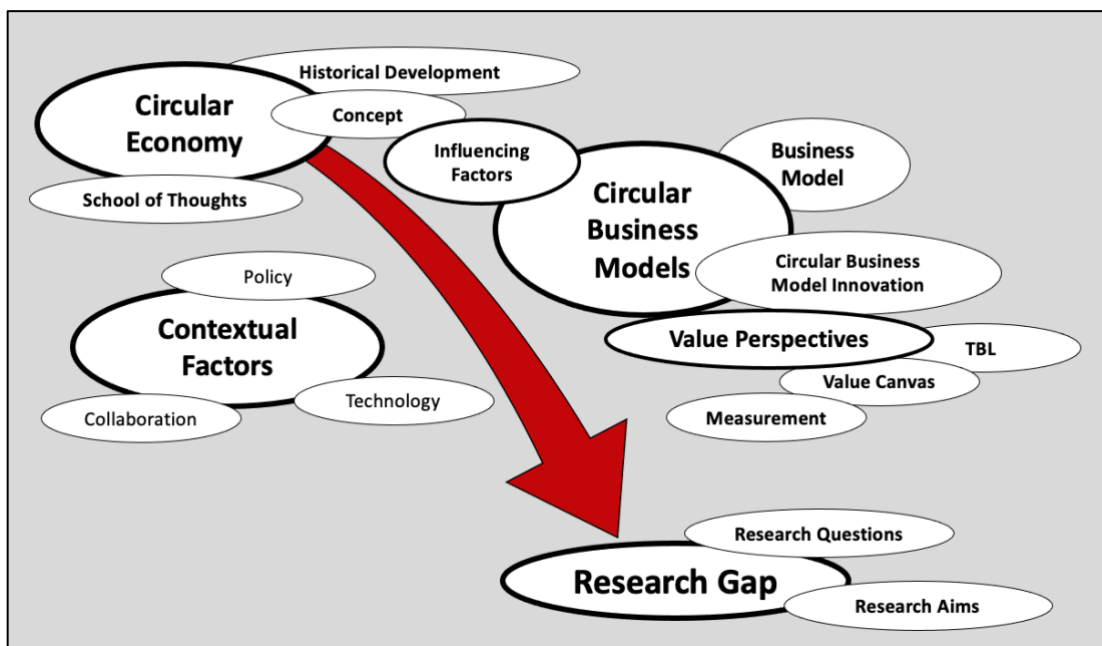 Historical Development
Circular
Economy
Concept
Influencing
Factors
School of Thoughts
Circular
Business
Models
Business
Model
Circular Business
Model Innovation
Policy
Contextual
Factors
Technology
Collaboration
Value Perspectives
TBL
Value Canvas
Measurement
Research Questions
Research Gap
Research Aims